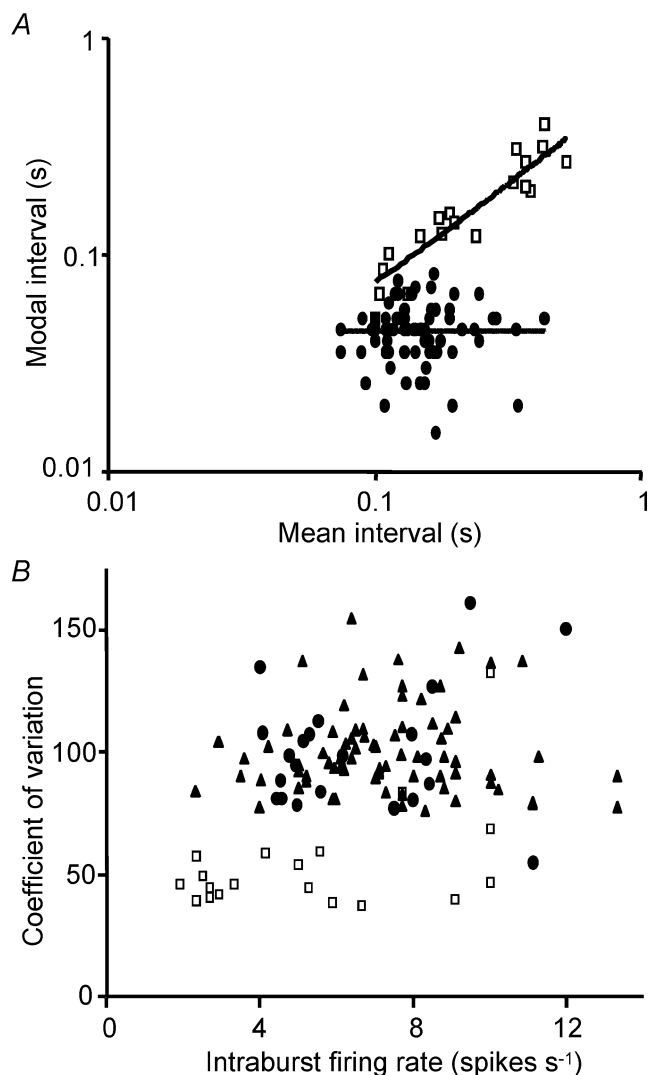 A
1
0.1
0.01
Modal interval (s)
0.01
0.1
1
Mean interval (s)
B
150
100
50
0
Coefficient of variation
0
4
8
12
Intraburst firing rate (spikes s⁻¹)